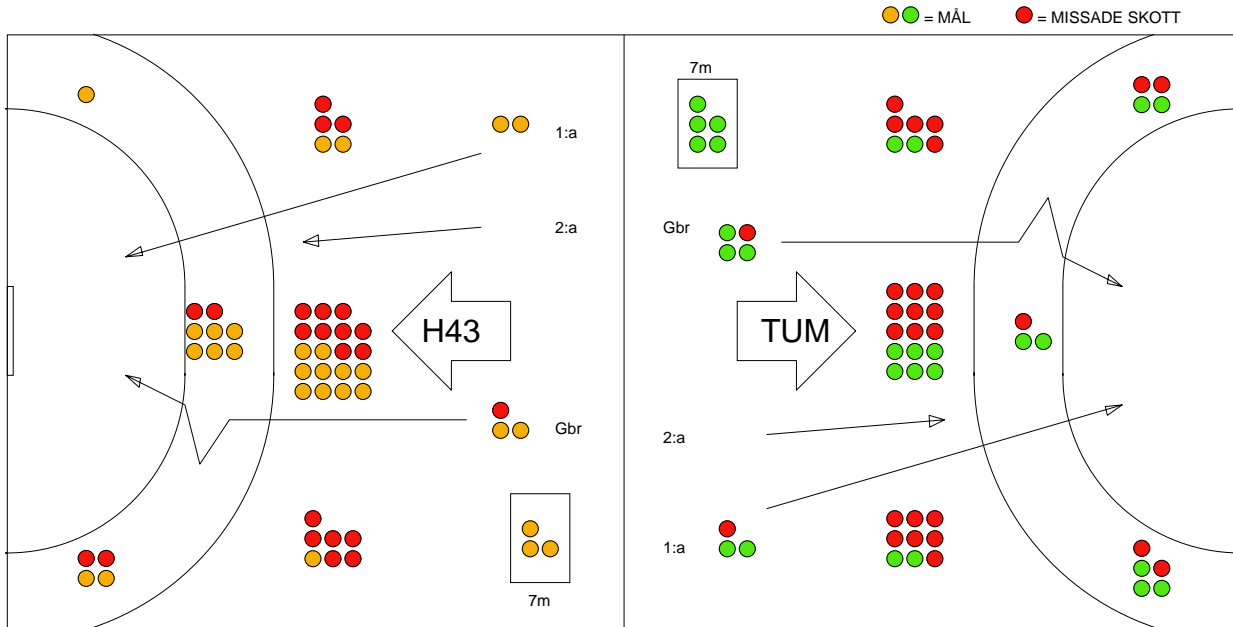 = MÅL
= MISSADE SKOTT
7m
1:a
2:a
H43
Gbr
7m
Gbr
TUM
2:a
1:a